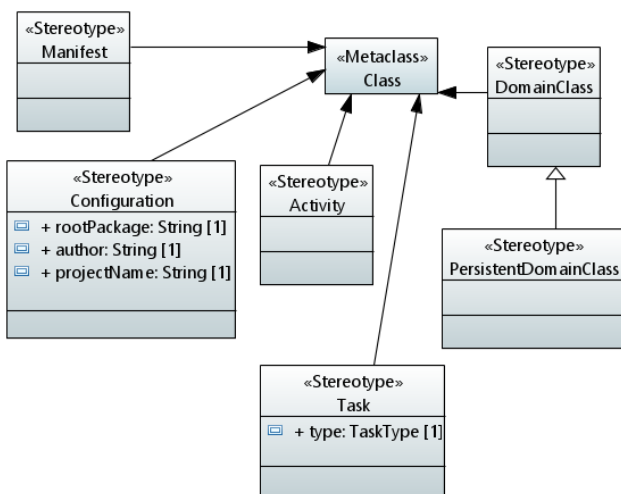 «Stereotype»
Manifest
«Metaclass»
Class
«Stereotype»
DomainClass
«Stereotype»
Configuration
+ rootPackage: String [1]
+ author: String [1]
+ projectName: String [1]
«Stereotype»
Activity
«Stereotype»
PersistentDomainClass
«Stereotype»
Task
+ type: TaskType [1]